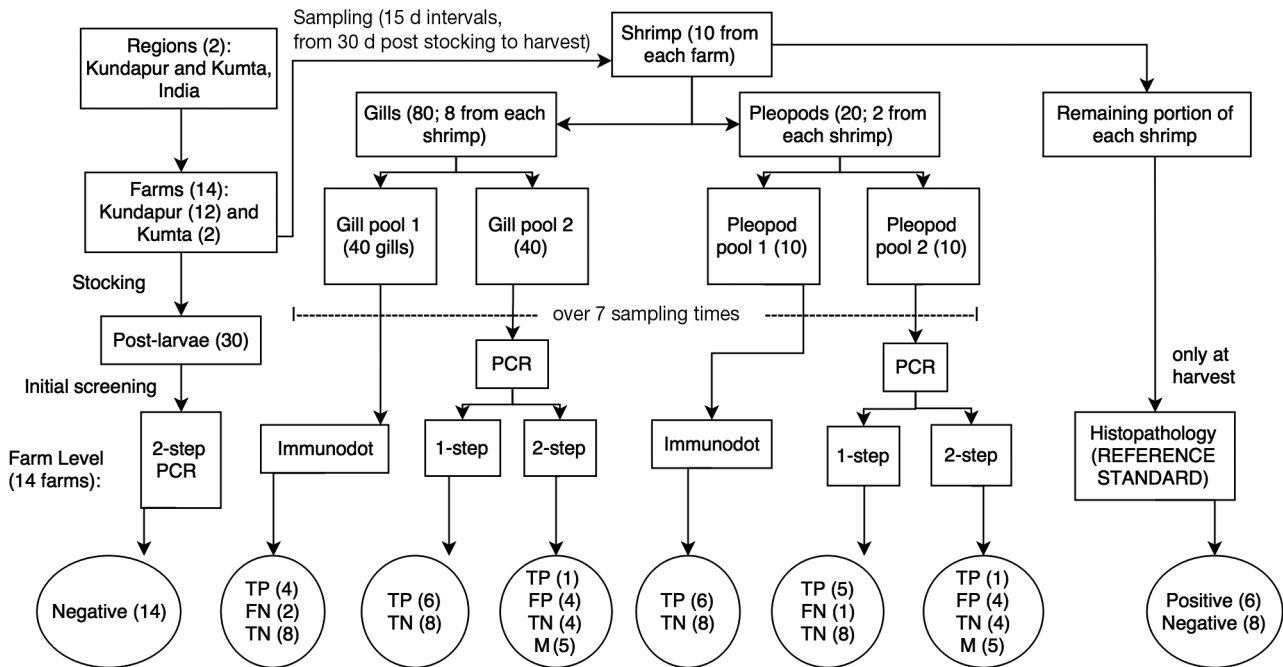 Regions (2):
Kundapur and Kumta,
India
Sampling (15 d intervals,
from 30 d post stocking to harvest)
Shrimp (10 from
each farm)
Gills (80; 8 from each
shrimp)
Pleopods (20; 2 from
each shrimp)
Remaining portion of
each shrimp
Farms (14):
Kundapur (12) and
Kumta (2)
Gill pool 1
(40 gills)
Gill pool 2
(40)
Pleopod
pool 1 (10)
Pleopod
pool 2 (10)
Stocking
over 7 sampling times
Post-larvae (30)
PCR
PCR
only at
harvest
Initial screening
Farm Level
(14 farms):
2-step
PCR
Immunodot
1-step
2-step
Immunodot
1-step
2-step
Histopathology
(REFERENCE
STANDARD)
Negative (14)
TP (4)
FN (2)
TN (8)
TP (6)
TN (8)
TP (1)
FP (4)
TN (4)
M (5)
TP (6)
TN (8)
TP (5)
FN (1)
TN (8)
TP (1)
FP (4)
TN (4)
M (5)
Positive (6)
Negative (8)